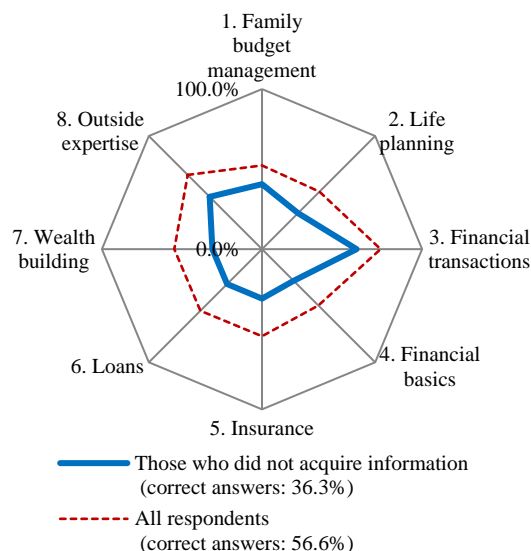 1. Family
budget
management
100.0%
8. Outside
expertise
2. Life
planning
7. Wealth
building
0.0%
3. Financial
transactions
6. Loans
4. Financial
basics
5. Insurance
Those who did not acquire information
(correct answers: 36.3%)
All respondents
(correct answers: 56.6%)